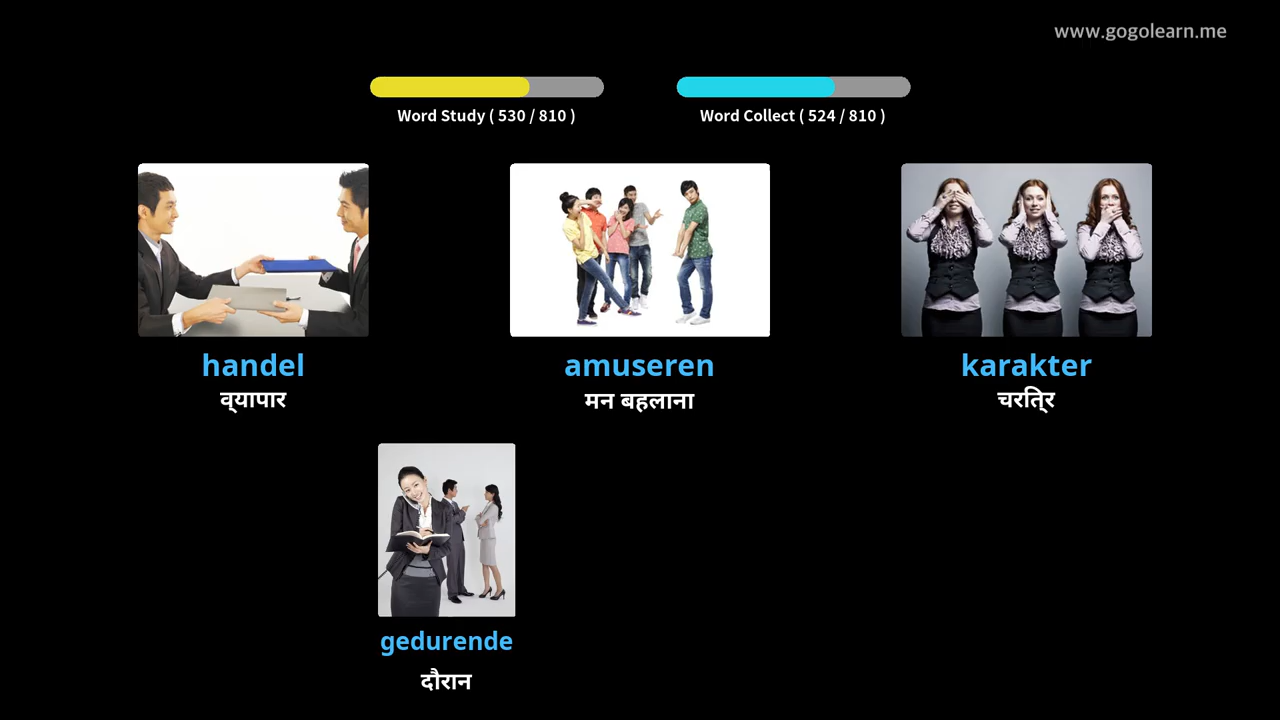 www.gogolearn.me
Word Study ( 530 / 810 )
Word Collect ( 524 / 810 )
handel
व्यापार
amuseren
मन बहलाना
karakter
चरित्र
gedurende
दौरान